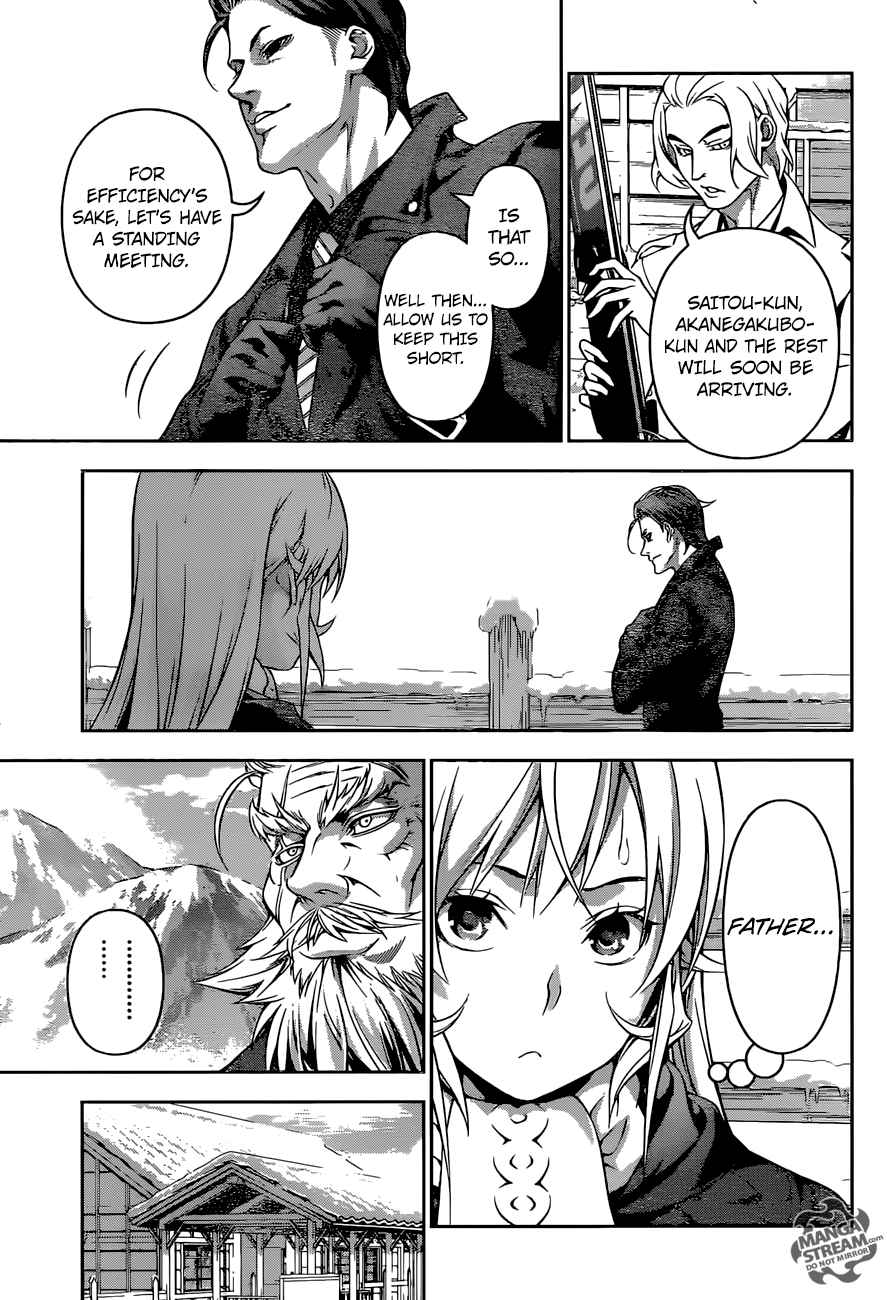 SAITOU-KUN,
AKANEGAKUBO-
KUN AND THE REST
WILL SOON BE
ARRIVING.
IS
THAT
SO...
WELL THEN...
ALLOW US TO
KEEP THIS
SHORT.
FOR
EFFICIENCY'S
SAKE, LET'S HAVE
A STANDING
MEETING.
FATHER...
............
MANGA
STREAM.com
DO NOT MIRROR